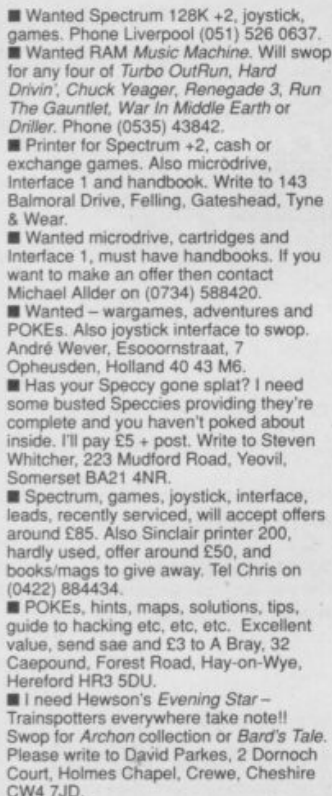 ■ Wanted Spectrum 128K +2, joystick,
games. Phone Liverpool (051) 526 0637.
■ Wanted RAM Music Machine. Will swop
for any four of Turbo OutRun, Hard
Drivin', Chuck Yeager, Renegade 3, Run
The Gauntlet, War In Middle Earth or
Driller. Phone (0535) 43842.
■ Printer for Spectrum +2, cash or
exchange games. Also microdrive,
Interface 1 and handbook. Write to 143
Balmoral Drive, Felling, Gateshead, Tyne
& Wear.
■ Wanted microdrive, cartridges and
Interface 1, must have handbooks. If you
want to make an offer then contact
Michael Allder on (0734) 588420.
■ Wanted – wargames, adventures and
POKEs. Also joystick interface to swop.
André Wever, Esooornstraat, 7
Opheusden, Holland 40 43 M6.
■ Has your Speccy gone splat? I need
some busted Speccies providing they're
complete and you haven't poked about
inside. I'll pay £5 + post. Write to Steven
Whitcher, 223 Mudford Road, Yeovil,
Somerset BA21 4NR.
■ Spectrum, games, joystick, interface,
leads, recently serviced, will accept offers
around £85. Also Sinclair printer 200,
hardly used, offer around £50, and
books/mags to give away. Tel Chris on
(0422) 884434.
■ POKEs, hints, maps, solutions, tips,
guide to hacking etc, etc, etc. Excellent
value, send sae and £3 to A Bray, 32
Caepound, Forest Road, Hay-on-Wye,
Hereford HR3 5DU.
■ I need Hewson's Evening Star –
Trainspotters everywhere take note!!
Swop for Archon collection or Bard's Tale.
Please write to David Parkes, 2 Dornoch
Court, Holmes Chapel, Crewe, Cheshire
CW4 7JD.